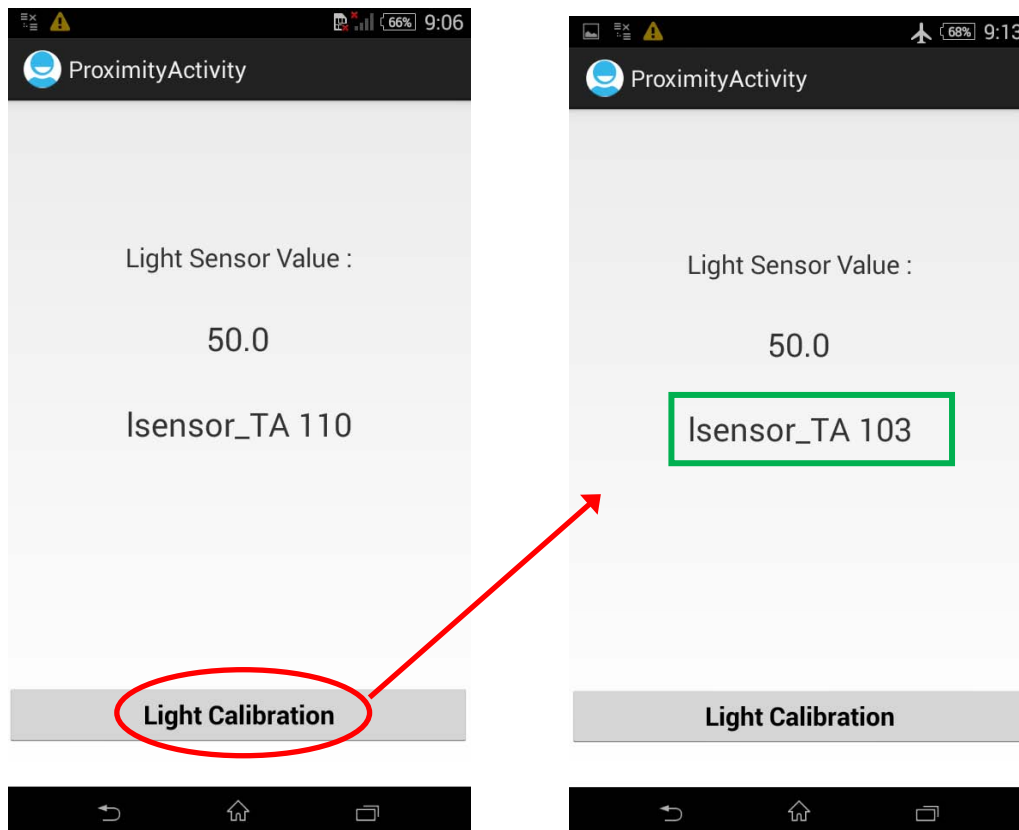 66% 9:06
ProximityActivity
Light Sensor Value :
50.0
lsensor_TA 110
Light Calibration
68% 9:13
ProximityActivity
Light Sensor Value :
50.0
lsensor_TA 103
Light Calibration